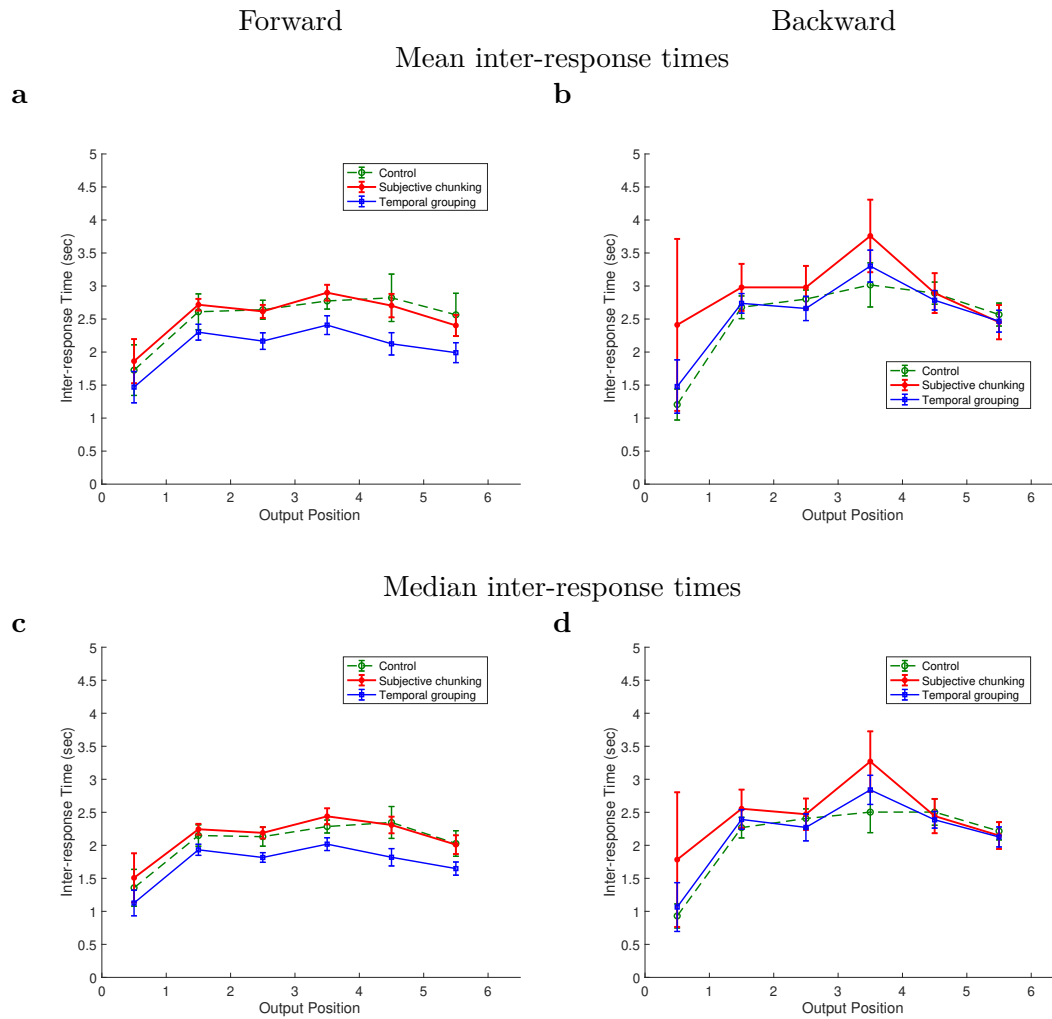 Forward
Backward
Mean inter-response times
a
b
5
4.5
4
3.5
3
2.5
2
1.5
1
0.5
0
Inter-response Time (sec)
Control
Subjective chunking
Temporal grouping
0 1 2 3 4 5 6
Output Position
5
4.5
4
3.5
3
2.5
2
1.5
1
0.5
0
Inter-response Time (sec)
Control
Subjective chunking
Temporal grouping
0 1 2 3 4 5 6
Output Position
Median inter-response times
c
d
5
4.5
4
3.5
3
2.5
2
1.5
1
0.5
0
Inter-response Time (sec)
Control
Subjective chunking
Temporal grouping
0 1 2 3 4 5 6
Output Position
5
4.5
4
3.5
3
2.5
2
1.5
1
0.5
0
Inter-response Time (sec)
Control
Subjective chunking
Temporal grouping
0 1 2 3 4 5 6
Output Position